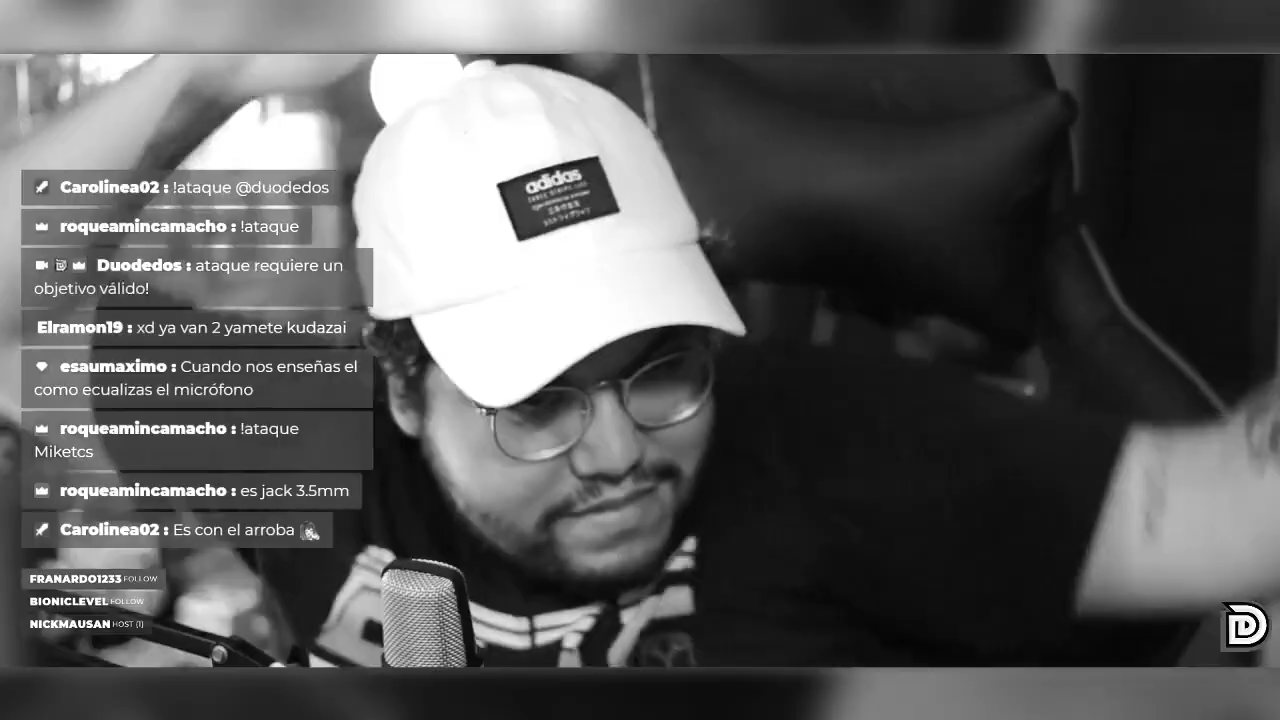 adidas
Carolinea02 : !ataque @duodedos
roqueamincamacho : !ataque
Duodedos : ataque requiere un
objetivo válido!
Elramon19 : xd ya van 2 yamete kudazai
esaumaximo : Cuando nos enseñas el
como ecualizas el micrófono
roqueamincamacho : !ataque
Miketcs
roqueamincamacho : es jack 3.5mm
Carolinea02 : Es con el arroba
FRANARDO1233 FOLLOW
BIONICLEVEL FOLLOW
NICKMAUSAN HOST (1)
D